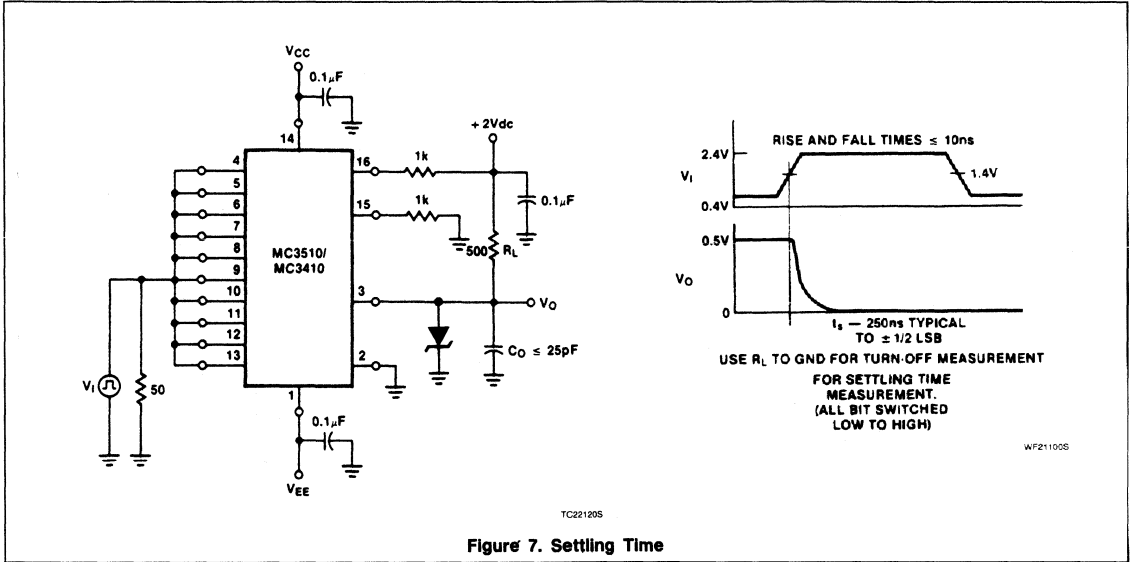 VCC
0.1μF
14
+2Vdc
4
5
6
7
8
9
10
11
12
13
MC3510/
MC3410
16
1k
15
1k
0.1μF
500 RL
3
VO
CO ≤ 25pF
2
1
VI
50
0.1μF
VEE
TC22120S
RISE AND FALL TIMES ≤ 10ns
2.4V
VI
1.4V
0.4V
0.5V
VO
0
ts — 250ns TYPICAL
TO ± 1/2 LSB
USE RL TO GND FOR TURN-OFF MEASUREMENT
FOR SETTLING TIME
MEASUREMENT.
(ALL BIT SWITCHED
LOW TO HIGH)
WF21100S
Figure 7. Settling Time